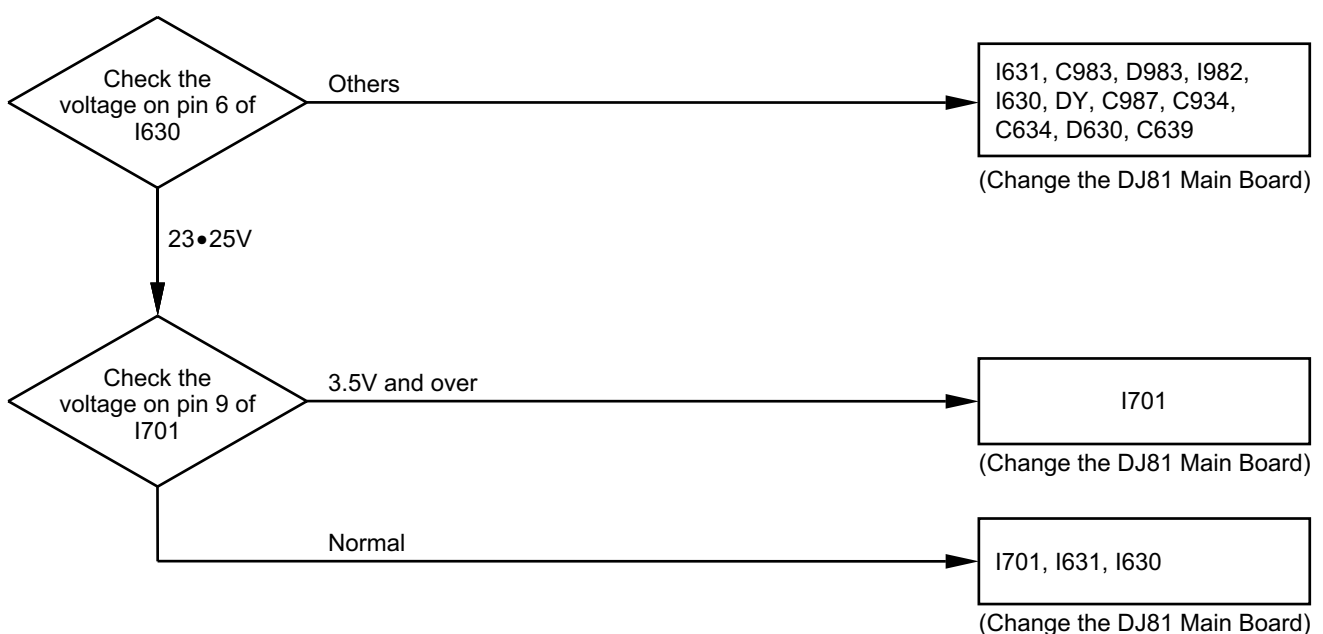 Check the
voltage on pin 6 of
I630
Others
I631, C983, D983, I982,
I630, DY, C987, C934,
C634, D630, C639
(Change the DJ81 Main Board)
23•25V
Check the
voltage on pin 9 of
I701
3.5V and over
I701
(Change the DJ81 Main Board)
Normal
I701, I631, I630
(Change the DJ81 Main Board)